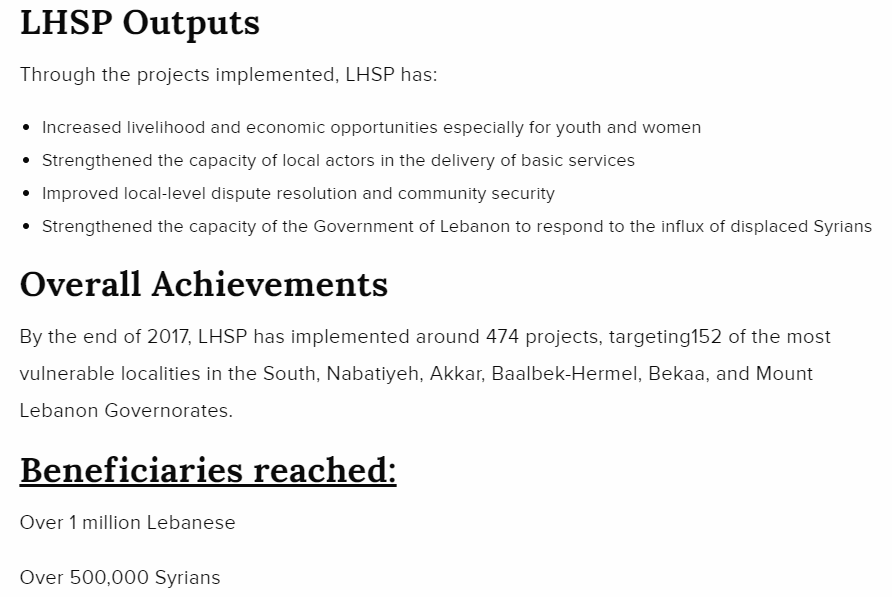 LHSP Outputs
Through the projects implemented, LHSP has:
• Increased livelihood and economic opportunities especially for youth and women
• Strengthened the capacity of local actors in the delivery of basic services
• Improved local-level dispute resolution and community security
• Strengthened the capacity of the Government of Lebanon to respond to the influx of displaced Syrians
Overall Achievements
By the end of 2017, LHSP has implemented around 474 projects, targeting152 of the most
vulnerable localities in the South, Nabatiyeh, Akkar, Baalbek-Hermel, Bekaa, and Mount
Lebanon Governorates.
Beneficiaries reached:
Over 1 million Lebanese
Over 500,000 Syrians